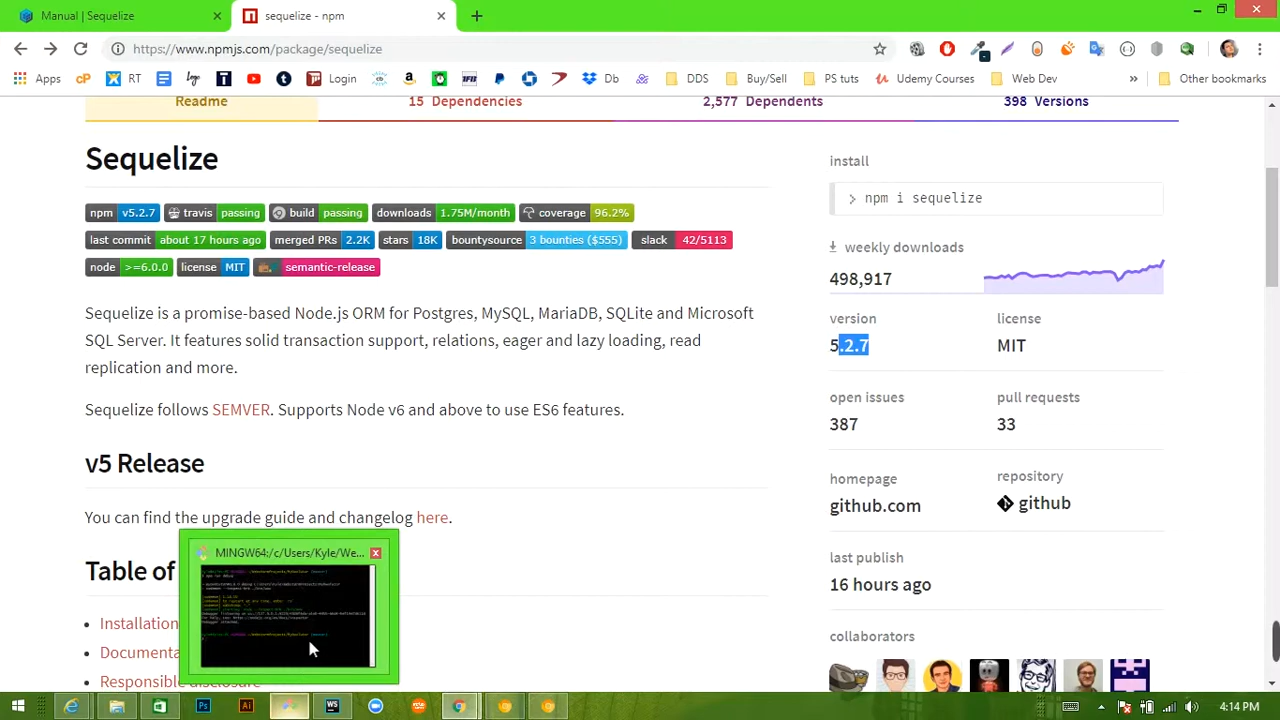 Manual | Sequelize
sequelize - npm
https://www.npmjs.com/package/sequelize
Apps
cP
RT
lgc
T
Login
Db
DDS
Buy/Sell
PS tuts
Udemy Courses
Web Dev
»
Other bookmarks
Readme
15 Dependencies
2,577 Dependents
398 Versions
Sequelize
npm v5.2.7 travis passing build passing downloads 1.75M/month coverage 96.2%
last commit about 17 hours ago merged PRs 2.2K stars 18K bountysource 3 bounties ($555) slack 42/5113
node >=6.0.0 license MIT semantic-release
Sequelize is a promise-based Node.js ORM for Postgres, MySQL, MariaDB, SQLite and Microsoft
SQL Server. It features solid transaction support, relations, eager and lazy loading, read
replication and more.
Sequelize follows SEMVER. Supports Node v6 and above to use ES6 features.
v5 Release
You can find the upgrade guide and changelog here.
Table of
Installation
Documenta
Responsible disclosure
MINGW64:/c/Users/Kyle/We...
install
> npm i sequelize
weekly downloads
498,917
version
5.2.7
license
MIT
open issues
387
pull requests
33
homepage
github.com
repository
github
last publish
16 hours ago
collaborators
Ps
Ai
WS
4:14 PM